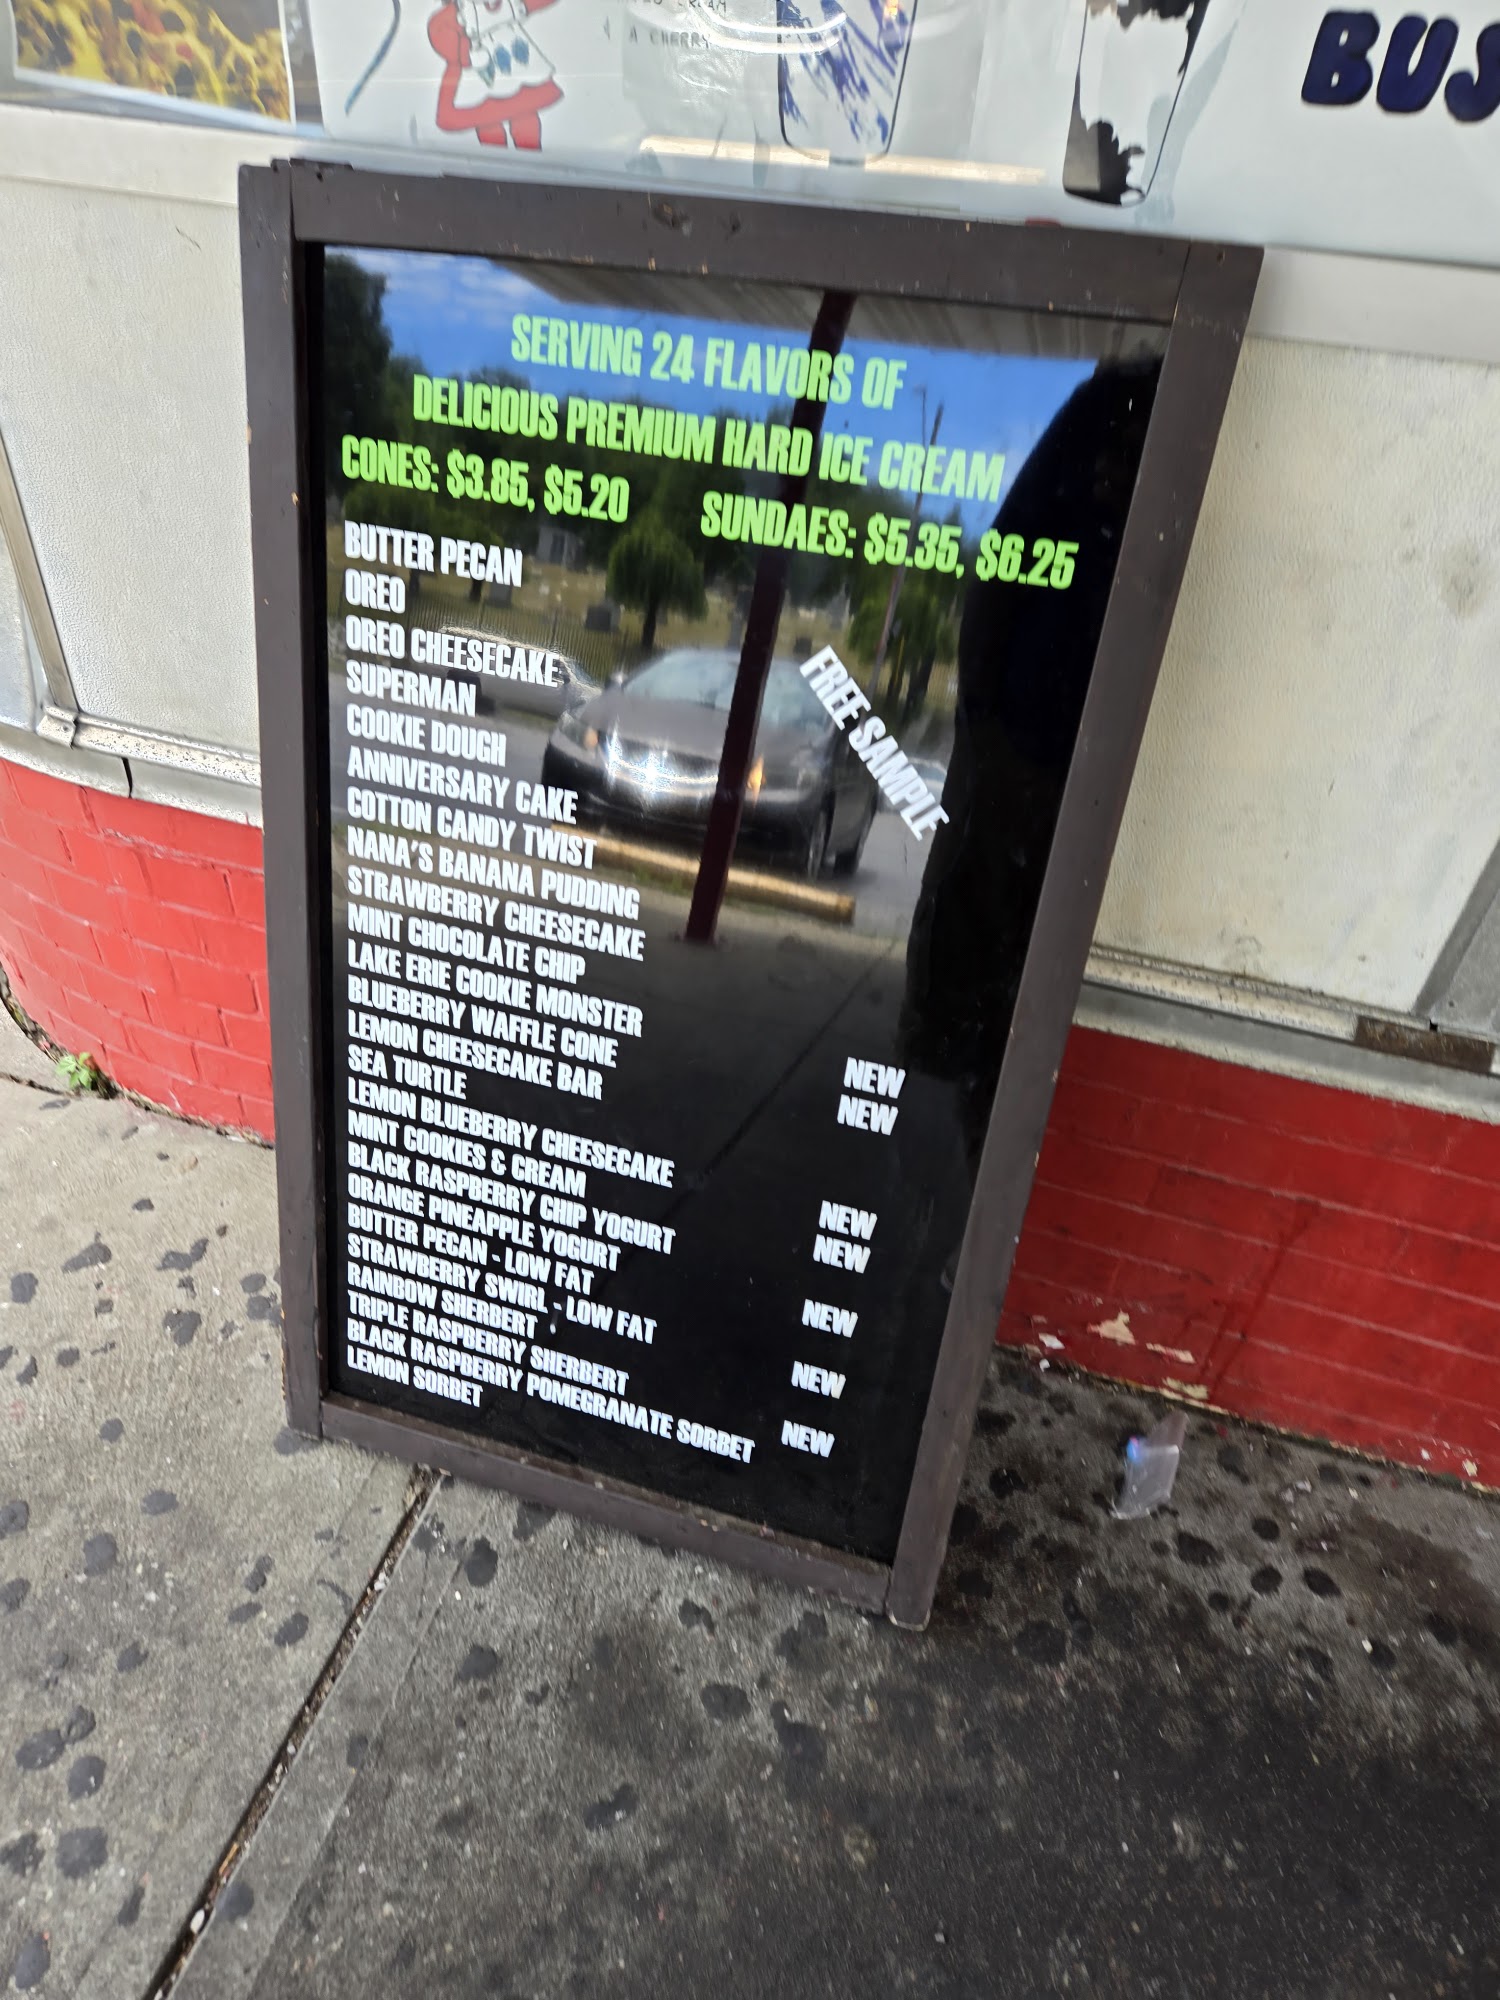 & A CHERRY
BUS
SERVING 24 FLAVORS OF
DELICIOUS PREMIUM HARD ICE CREAM
CONES: $3.85, $5.20 SUNDAES: $5.35, $6.25
BUTTER PECAN
OREO
OREO CHEESECAKE
SUPERMAN
COOKIE DOUGH
ANNIVERSARY CAKE
COTTON CANDY TWIST
NANA'S BANANA PUDDING
STRAWBERRY CHEESECAKE
MINT CHOCOLATE CHIP
LAKE ERIE COOKIE MONSTER
BLUEBERRY WAFFLE CONE
LEMON CHEESECAKE BAR
SEA TURTLE
LEMON BLUEBERRY CHEESECAKE
MINT COOKIES & CREAM
BLACK RASPBERRY CHIP YOGURT
ORANGE PINEAPPLE YOGURT
BUTTER PECAN - LOW FAT
STRAWBERRY SWIRL - LOW FAT
RAINBOW SHERBERT
TRIPLE RASPBERRY SHERBERT
BLACK RASPBERRY POMEGRANATE SORBET
LEMON SORBET
FREE SAMPLE
NEW
NEW
NEW
NEW
NEW
NEW
NEW